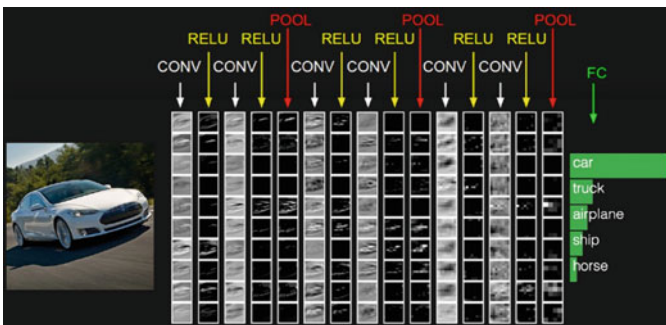 POOL POOL POOL
RELU RELU RELU RELU RELU RELU
CONV CONV CONV CONV CONV CONV
FC
car
truck
airplane
ship
horse